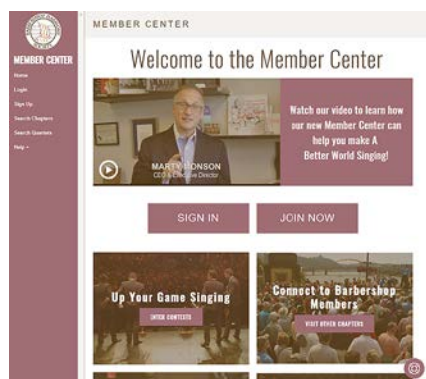 MEMBER CENTER
MEMBER CENTER
Home
Login
Sign Up
Search Chapters
Search Quartets
Help
Welcome to the Member Center
MARTY MONSON
CEO & Executive Director
Watch our video to learn how
our new Member Center can
help you make A
Better World Singing!
SIGN IN
JOIN NOW
Up Your Game Singing
ENTER CONTESTS
Connect to Barbershop
Members
VISIT OTHER CHAPTERS